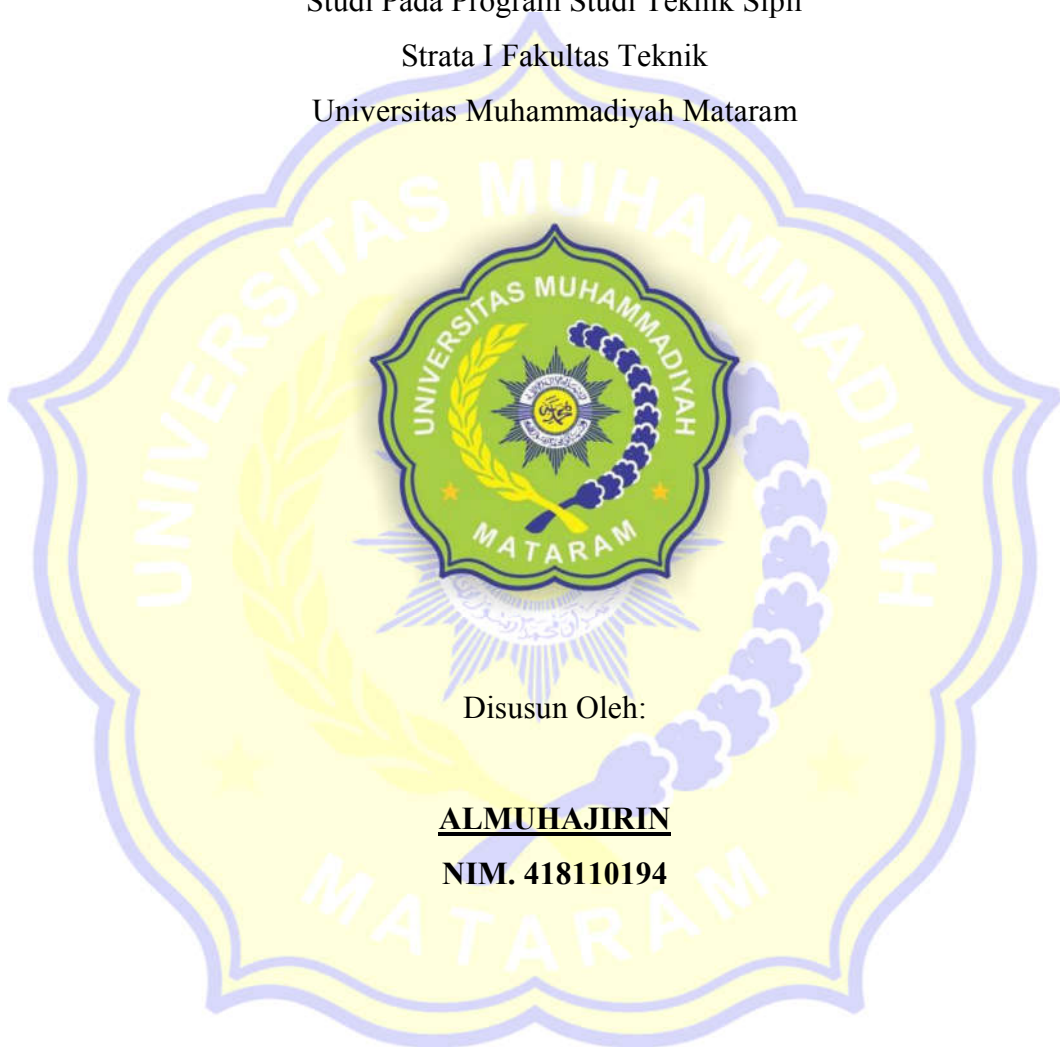 Studi Pada Program Studi Teknik Sipil
Strata I Fakultas Teknik
Universitas Muhammadiyah Mataram
UNIVERSITAS MUHAMMADIYAH
MATARAM
UNIVERSITAS MUHAMMADIYAH
MATARAM
Disusun Oleh:
ALMUHAJIRIN
NIM. 418110194